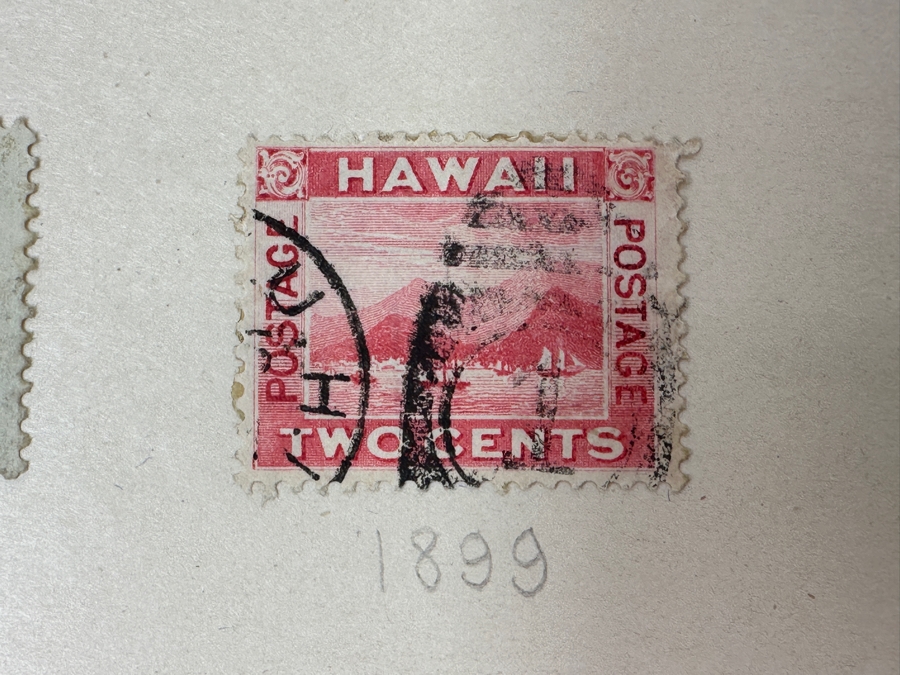 HAWAII
POSTAGE
POSTAGE
TWO CENTS
H
1899